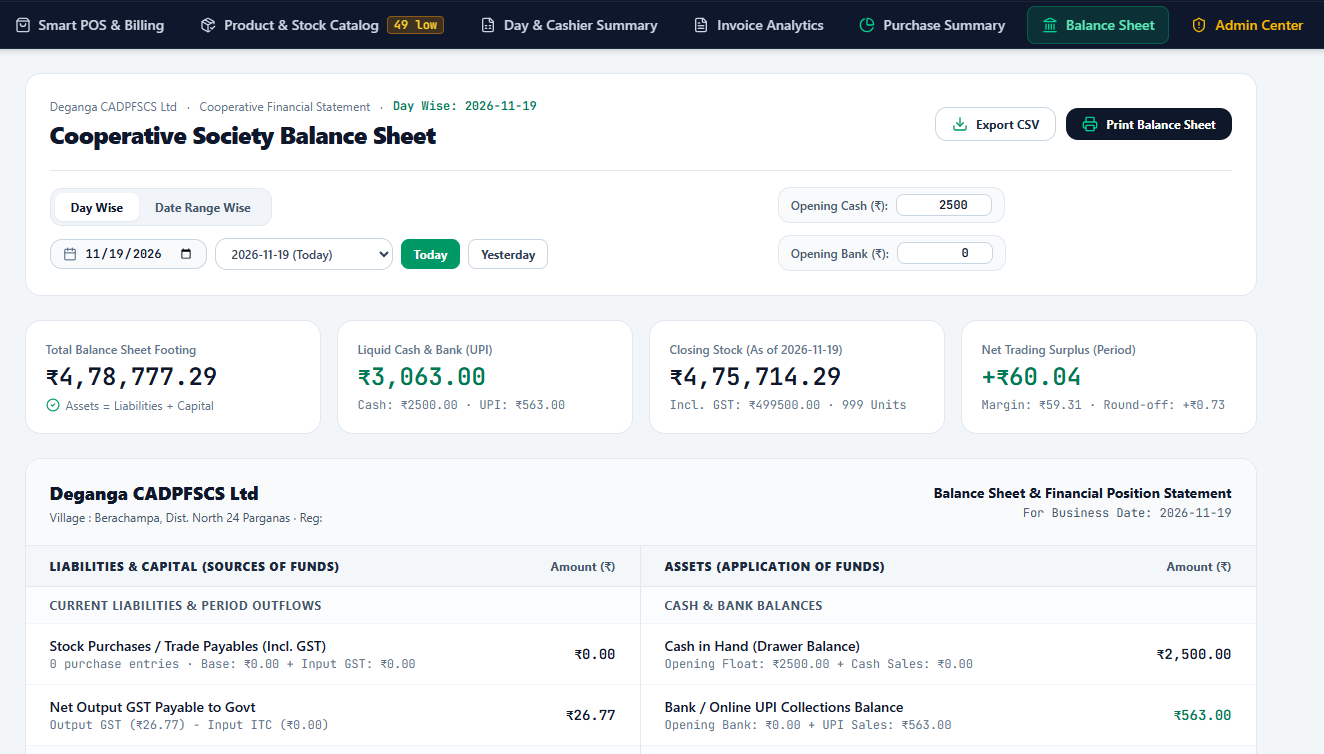 Smart POS & Billing Product & Stock Catalog 49 low Day & Cashier Summary Invoice Analytics Purchase Summary Balance Sheet Admin Center
Deganga CADPFSCS Ltd · Cooperative Financial Statement · Day Wise: 2026-11-19
Cooperative Society Balance Sheet
Export CSV Print Balance Sheet
Day Wise Date Range Wise
Opening Cash (₹): 2500
11/19/2026 2026-11-19 (Today) Today Yesterday
Opening Bank (₹): 0
Total Balance Sheet Footing
₹4,78,777.29
Assets = Liabilities + Capital
Liquid Cash & Bank (UPI)
₹3,063.00
Cash: ₹2500.00 · UPI: ₹563.00
Closing Stock (As of 2026-11-19)
₹4,75,714.29
Incl. GST: ₹499500.00 · 999 Units
Net Trading Surplus (Period)
+₹60.04
Margin: ₹59.31 · Round-off: +₹0.73
Deganga CADPFSCS Ltd
Village : Berachampa, Dist. North 24 Parganas · Reg:
Balance Sheet & Financial Position Statement
For Business Date: 2026-11-19
LIABILITIES & CAPITAL (SOURCES OF FUNDS) Amount (₹)
CURRENT LIABILITIES & PERIOD OUTFLOWS
Stock Purchases / Trade Payables (Incl. GST) ₹0.00
0 purchase entries · Base: ₹0.00 + Input GST: ₹0.00
Net Output GST Payable to Govt ₹26.77
Output GST (₹26.77) - Input ITC (₹0.00)
ASSETS (APPLICATION OF FUNDS) Amount (₹)
CASH & BANK BALANCES
Cash in Hand (Drawer Balance) ₹2,500.00
Opening Float: ₹2500.00 + Cash Sales: ₹0.00
Bank / Online UPI Collections Balance ₹563.00
Opening Bank: ₹0.00 + UPI Sales: ₹563.00